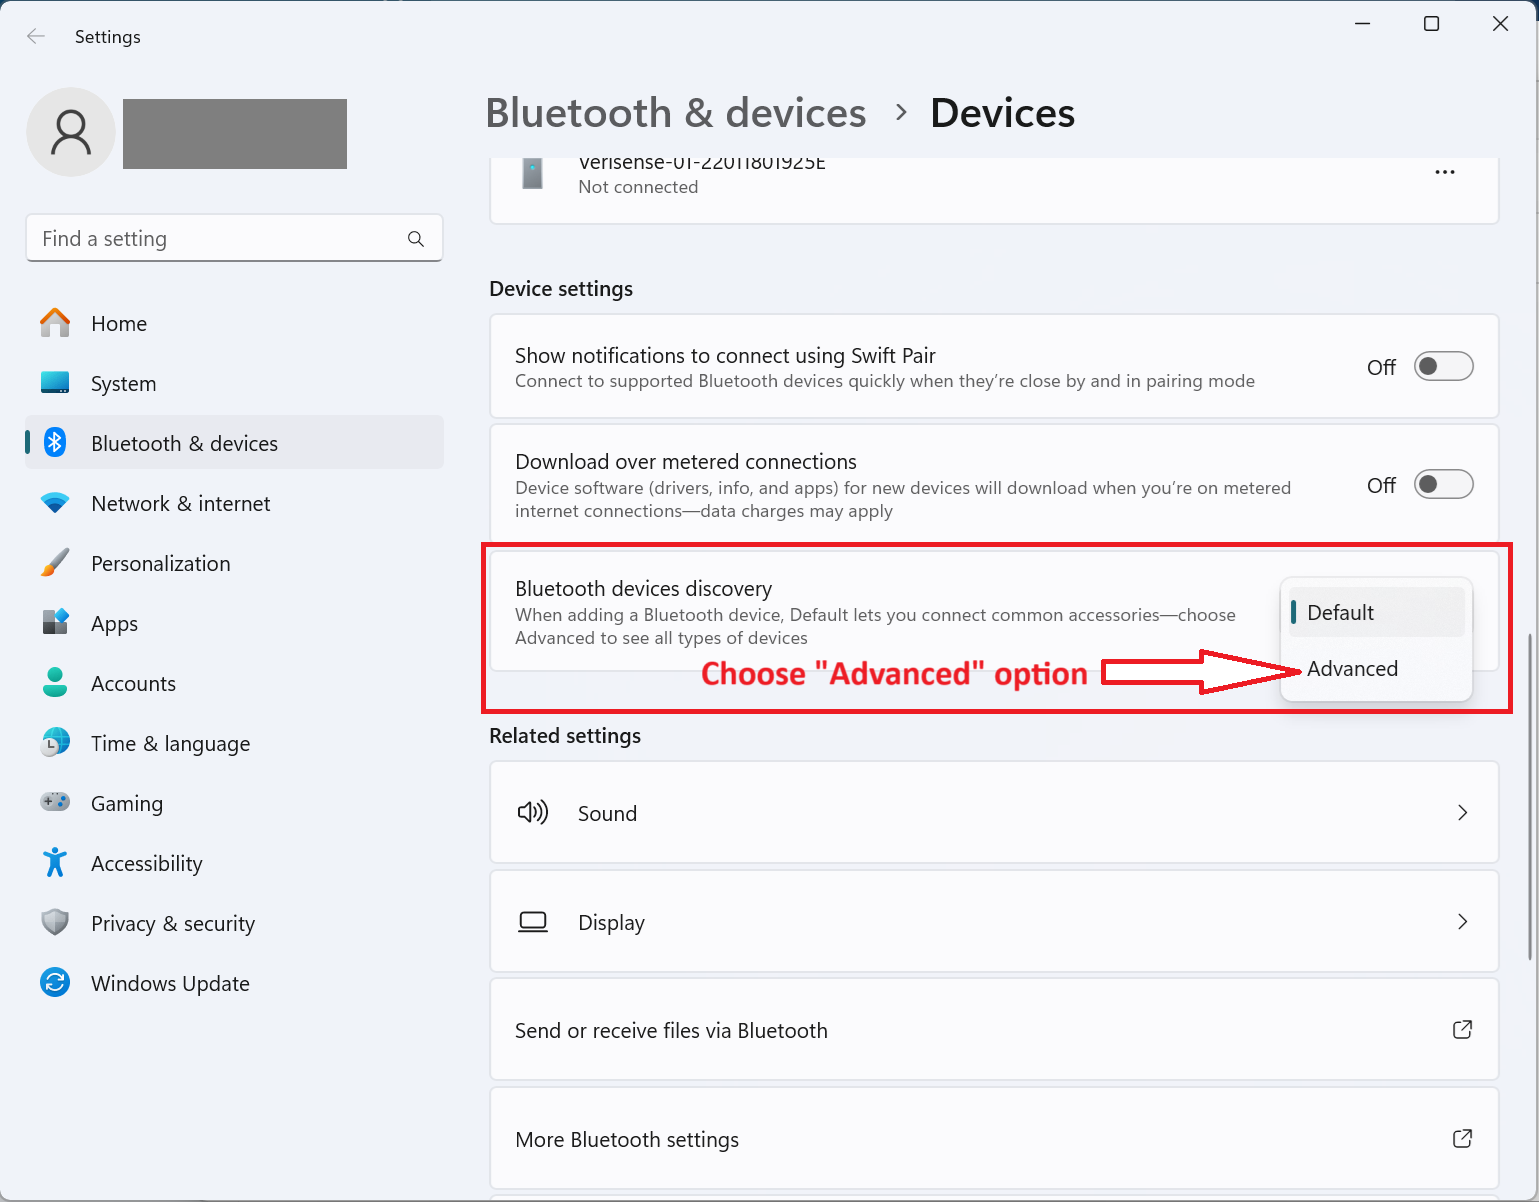 Settings
Find a setting
Home
System
Bluetooth & devices
Network & internet
Personalization
Apps
Accounts
Time & language
Gaming
Accessibility
Privacy & security
Windows Update
Bluetooth & devices > Devices
Verisense-01-22011801925E
Not connected
Device settings
Show notifications to connect using Swift Pair
Connect to supported Bluetooth devices quickly when they’re close by and in pairing mode
Off
Download over metered connections
Device software (drivers, info, and apps) for new devices will download when you’re on metered
internet connections—data charges may apply
Off
Bluetooth devices discovery
When adding a Bluetooth device, Default lets you connect common accessories—choose
Advanced to see all types of devices
Default
Advanced
Choose "Advanced" option
Related settings
Sound
Display
Send or receive files via Bluetooth
More Bluetooth settings